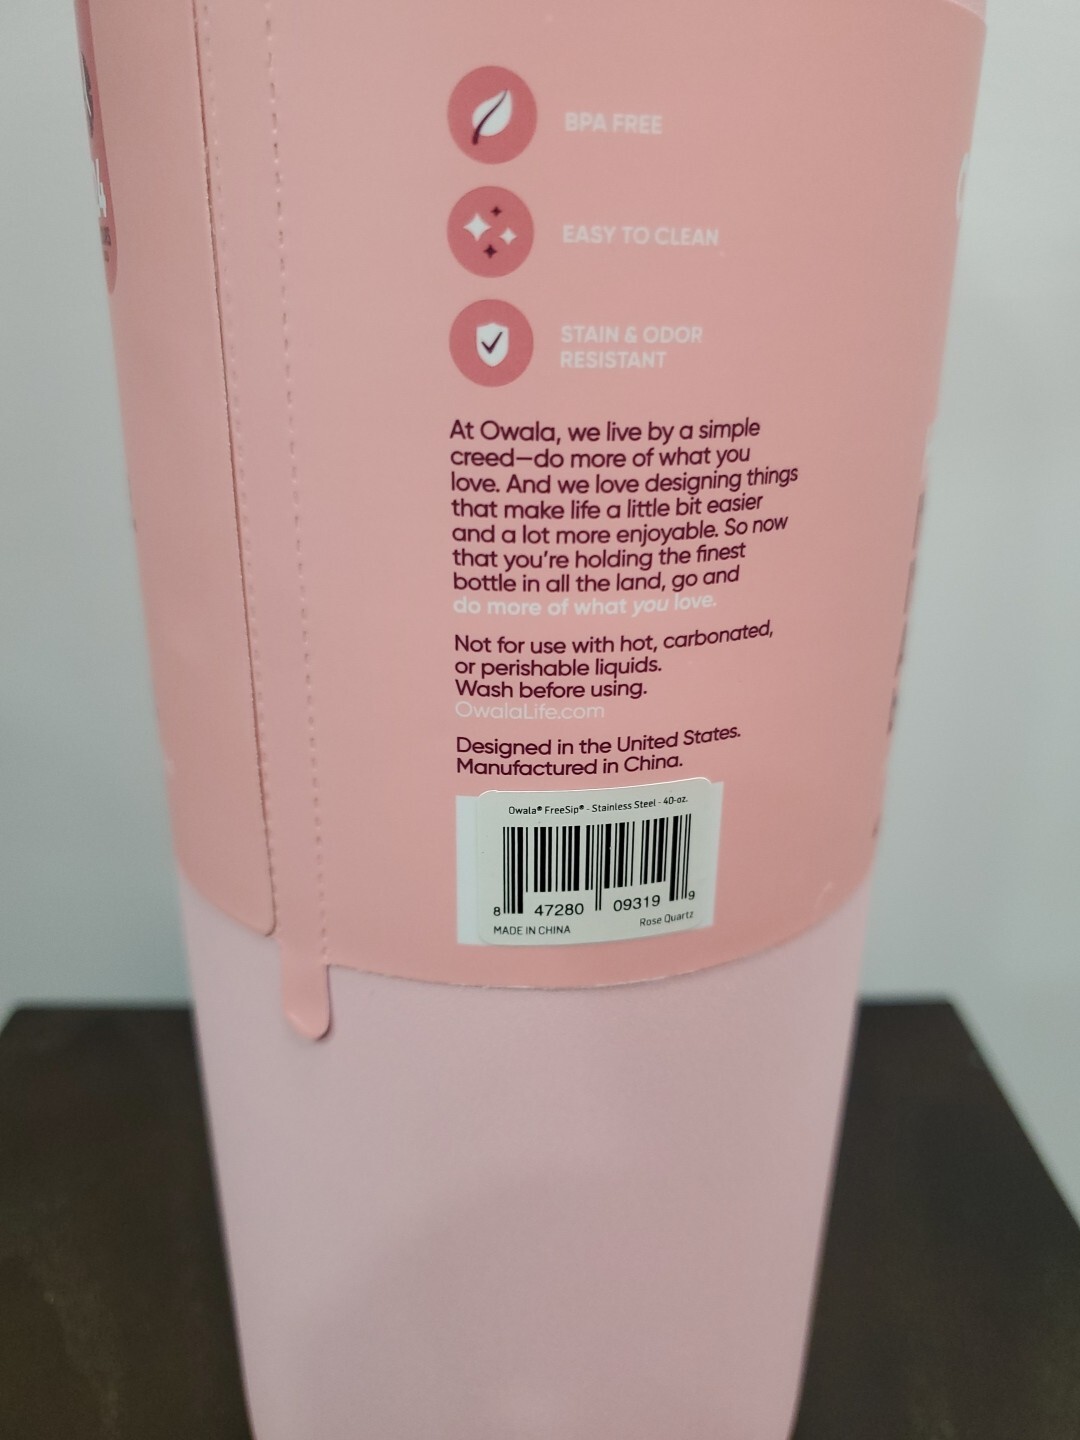 BPA FREE
EASY TO CLEAN
STAIN & ODOR
RESISTANT
At Owala, we live by a simple
creed—do more of what you
love. And we love designing things
that make life a little bit easier
and a lot more enjoyable. So now
that you're holding the finest
bottle in all the land, go and
do more of what you love.
Not for use with hot, carbonated,
or perishable liquids.
Wash before using.
OwalaLife.com
Designed in the United States.
Manufactured in China.
Owala® FreeSip® - Stainless Steel - 40-oz.
8 47280 09319 9
MADE IN CHINA
Rose Quartz